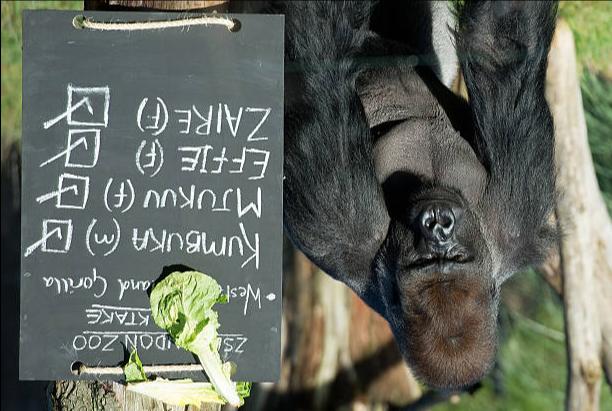 ZSL LONDON ZOO
STOCKTAKE
• Western Lowland Gorilla
KUMBUKA (m)
MJUKUU (f)
EFFIE (f)
ZAIRE (f)